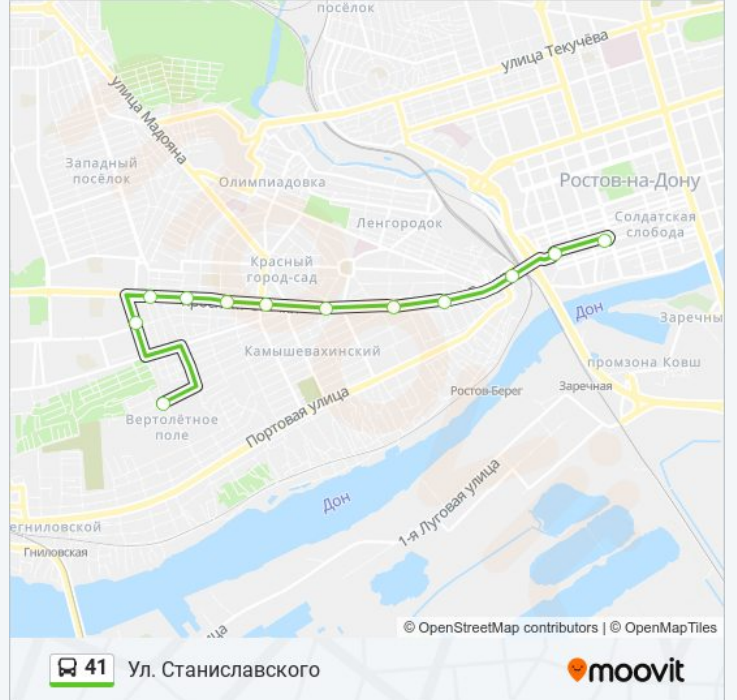 посёлок
улица Текучёва
улица Мадояна
Западный
посёлок
Олимпиадовка
Ростов-на-Дону
Солдатская
слобода
Ленгородок
Красный
город-сад
Дон
Заречны
Камышевахинский
промзона Ковш
Ростов-Берег
Заречная
Вертолётное
поле
Портовая улица
Дон
1-я Луговая улица
егниловской
Гниловская
ица
© OpenStreetMap contributors | © OpenMapTiles
41 Ул. Станиславского
moovit